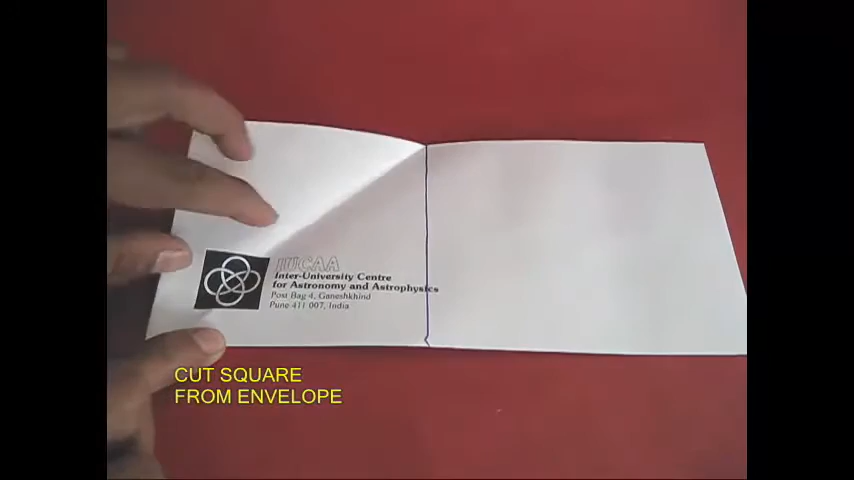 IUCAA
Inter-University Centre
for Astronomy and Astrophysics
Post Bag 4, Ganeshkhind
Pune 411 007, India
CUT SQUARE
FROM ENVELOPE